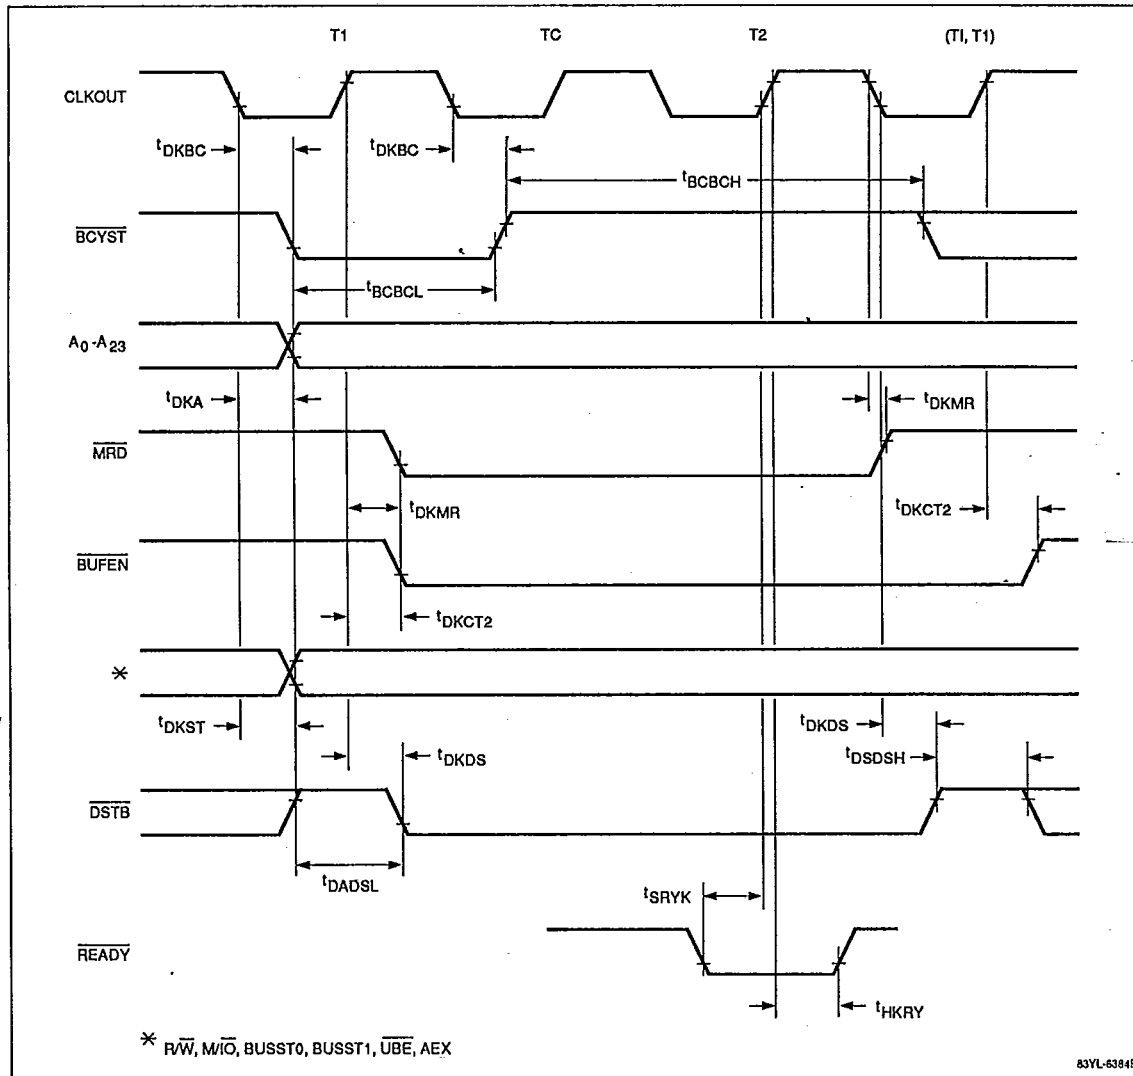 T1 TC T2 (TI, T1)
CLKOUT
tDKBC tDKBC
tBCBCH
BCYST
tBCBCL
A0-A23
tDKA tDKMR
MRD
tDKMR tDKCT2
BUFEN
tDKCT2
*
tDKST tDKDS tDKDS
tDSDSH
DSTB
tDADSL
tSRYK
READY
tHKRY
* R/W, M/IO, BUSST0, BUSST1, UBE, AEX